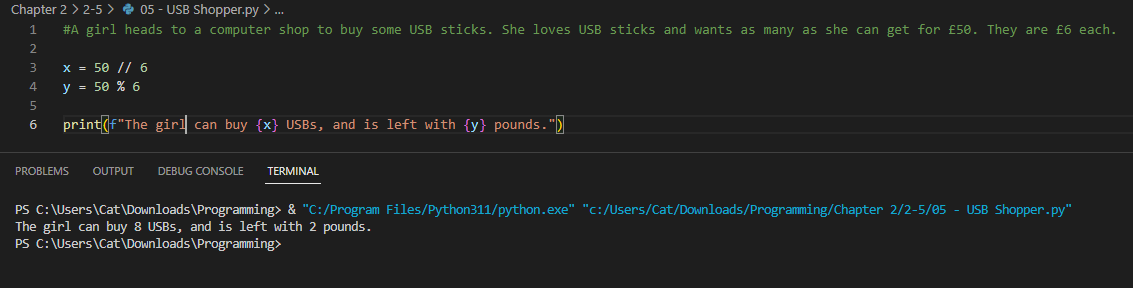 Chapter 2 > 2-5 > 05 - USB Shopper.py > ...
1 #A girl heads to a computer shop to buy some USB sticks. She loves USB sticks and wants as many as she can get for £50. They are £6 each.
2
3 x = 50 // 6
4 y = 50 % 6
5
6 print(f"The girl can buy {x} USBs, and is left with {y} pounds.")
PROBLEMS OUTPUT DEBUG CONSOLE TERMINAL
PS C:\Users\Cat\Downloads\Programming> & "C:/Program Files/Python311/python.exe" "c:/Users/Cat/Downloads/Programming/Chapter 2/2-5/05 - USB Shopper.py"
The girl can buy 8 USBs, and is left with 2 pounds.
PS C:\Users\Cat\Downloads\Programming>